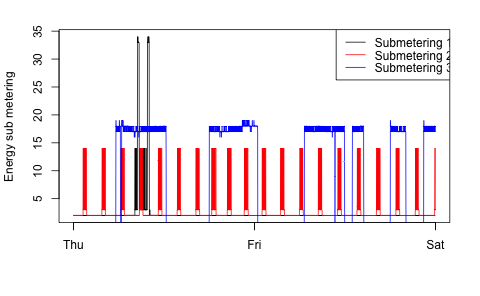 Energy sub metering
35
30
25
20
15
10
5
Submetering 1
Submetering 2
Submetering 3
Thu Fri Sat